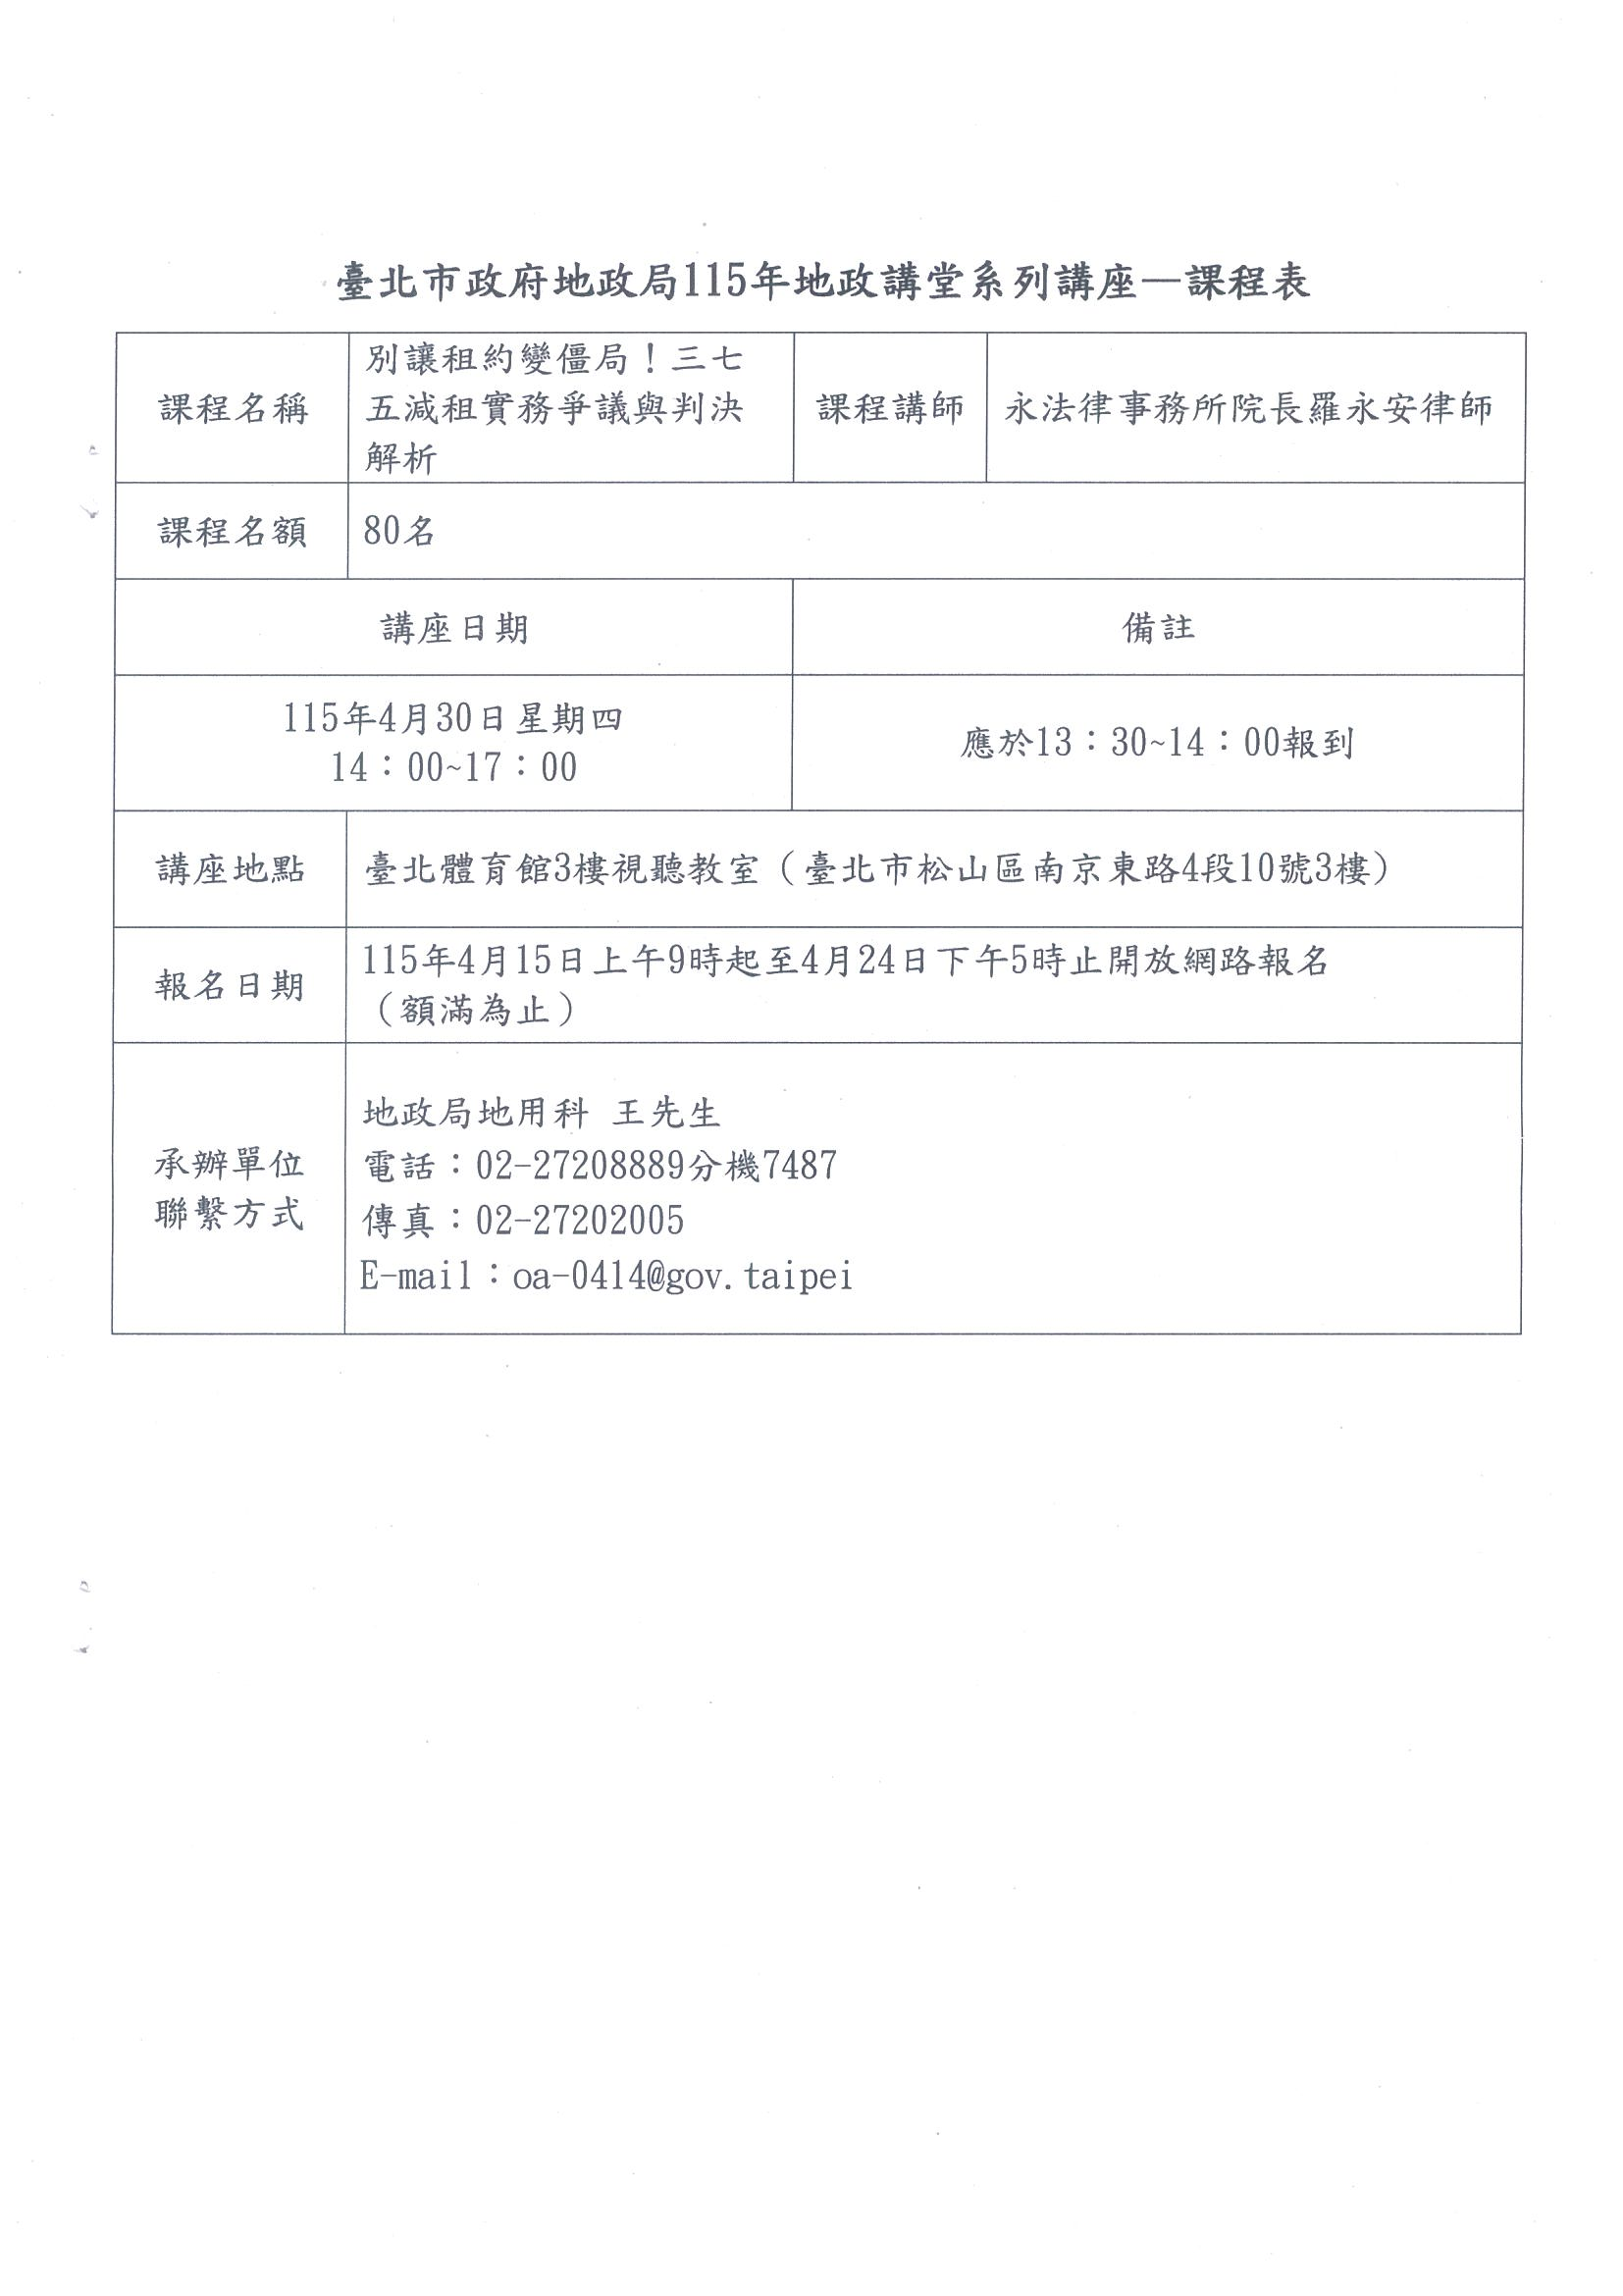 臺北市政府地政局115年地政講堂系列講座—課程表
課程名稱
別讓租約變僵局！三七
五減租實務爭議與判決
解析
課程講師
永法律事務所院長羅永安律師
課程名額
80名
講座日期
備註
115年4月30日星期四
14：00~17：00
應於13：30~14：00報到
講座地點
臺北體育館3樓視聽教室（臺北市松山區南京東路4段10號3樓）
報名日期
115年4月15日上午9時起至4月24日下午5時止開放網路報名
（額滿為止）
承辦單位
聯繫方式
地政局地用科 王先生
電話：02-27208889分機7487
傳真：02-27202005
E-mail：oa-0414@gov.taipei